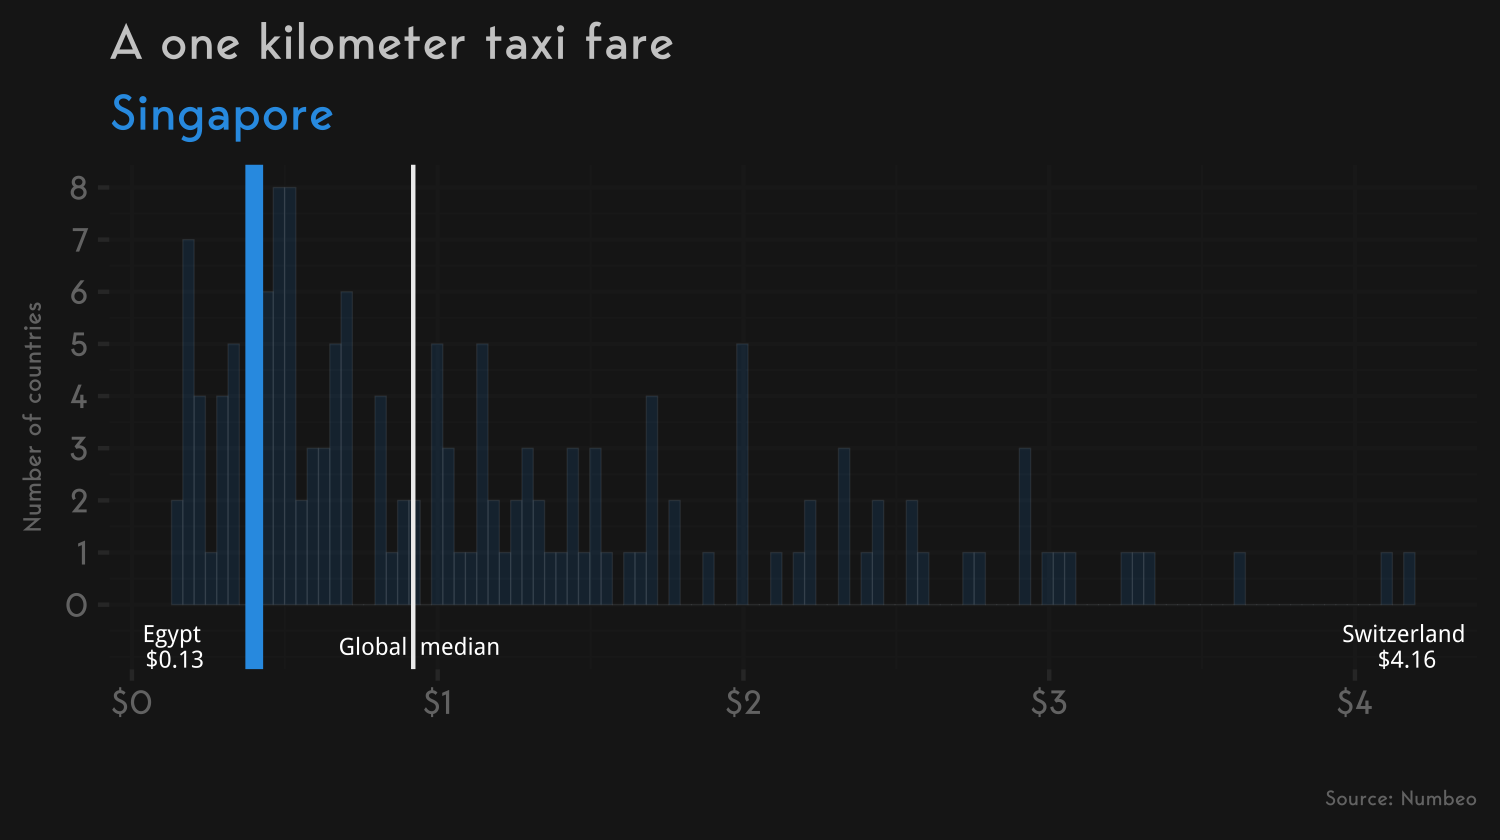 A one kilometer taxi fare
Singapore
Number of countries
8
7
6
5
4
3
2
1
0
Egypt
$0.13
Global median
Switzerland
$4.16
$0 $1 $2 $3 $4
Source: Numbeo